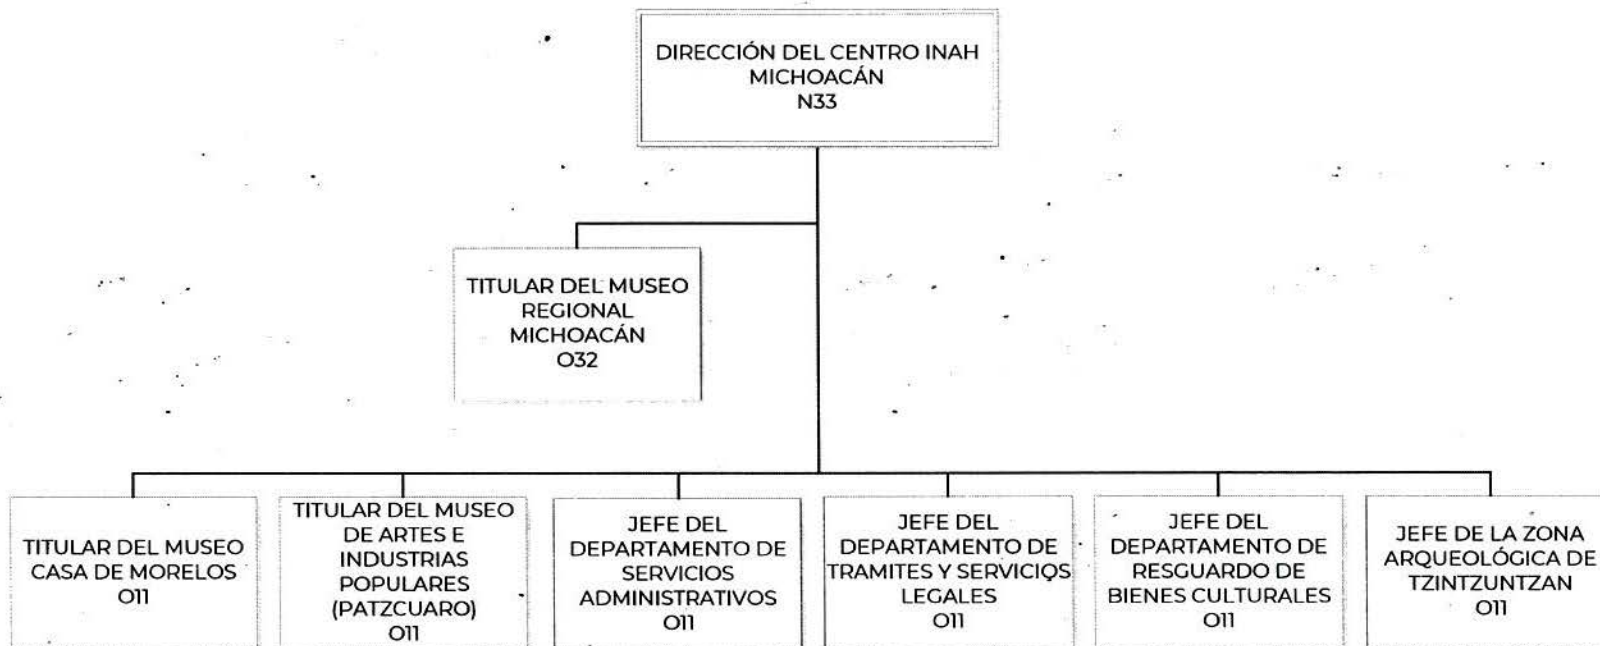 DIRECCIÓN DEL CENTRO INAH
MICHOACÁN
N33
TITULAR DEL MUSEO
REGIONAL
MICHOACÁN
O32
TITULAR DEL MUSEO
CASA DE MORELOS
O11
TITULAR DEL MUSEO
DE ARTES E
INDUSTRIAS
POPULARES
(PATZCUARO)
O11
JEFE DEL
DEPARTAMENTO DE
SERVICIOS
ADMINISTRATIVOS
O11
JEFE DEL
DEPARTAMENTO DE
TRAMITES Y SERVICIOS
LEGALES
O11
JEFE DEL
DEPARTAMENTO DE
RESGUARDO DE
BIENES CULTURALES
O11
JEFE DE LA ZONA
ARQUEOLÓGICA DE
TZINTZUNTZAN
O11